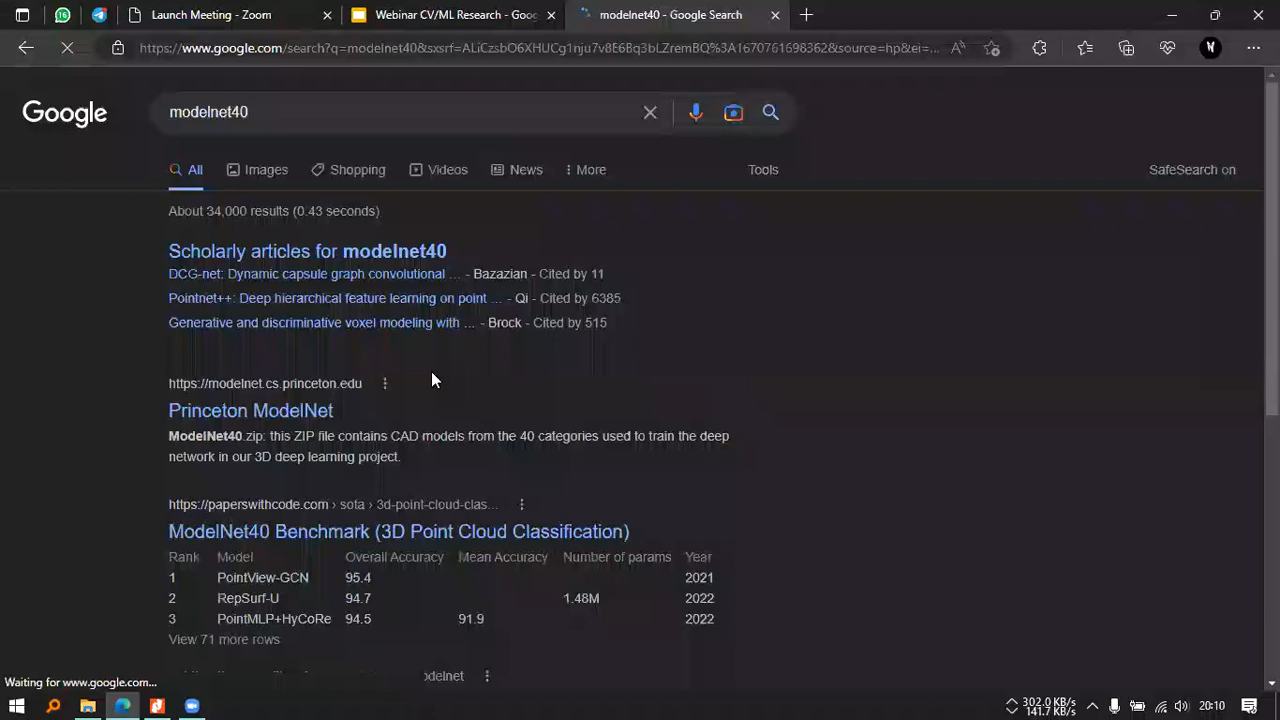 16
Launch Meeting - Zoom
Webinar CV/ML Research - Goog
modelnet40 - Google Search
https://www.google.com/search?q=modelnet40&sxsrf=ALiCzsbO6XHUCg1nju7v8E6Bq3bLZremBQ%3A1670761698362&source=hp&ei=...
Google
modelnet40
All
Images
Shopping
Videos
News
More
Tools
SafeSearch on
About 34,000 results (0.43 seconds)
Scholarly articles for modelnet40
DCG-net: Dynamic capsule graph convolutional ... - Bazazian - Cited by 11
Pointnet++: Deep hierarchical feature learning on point ... - Qi - Cited by 6385
Generative and discriminative voxel modeling with ... - Brock - Cited by 515
https://modelnet.cs.princeton.edu
Princeton ModelNet
ModelNet40.zip: this ZIP file contains CAD models from the 40 categories used to train the deep
network in our 3D deep learning project.
https://paperswithcode.com › sota › 3d-point-cloud-clas...
ModelNet40 Benchmark (3D Point Cloud Classification)
Rank Model Overall Accuracy Mean Accuracy Number of params Year
1 PointView-GCN 95.4 2021
2 RepSurf-U 94.7 1.48M 2022
3 PointMLP+HyCoRe 94.5 91.9 2022
View 71 more rows
odelnet
Waiting for www.google.com...
302.0 KB/s
141.7 KB/s
20:10